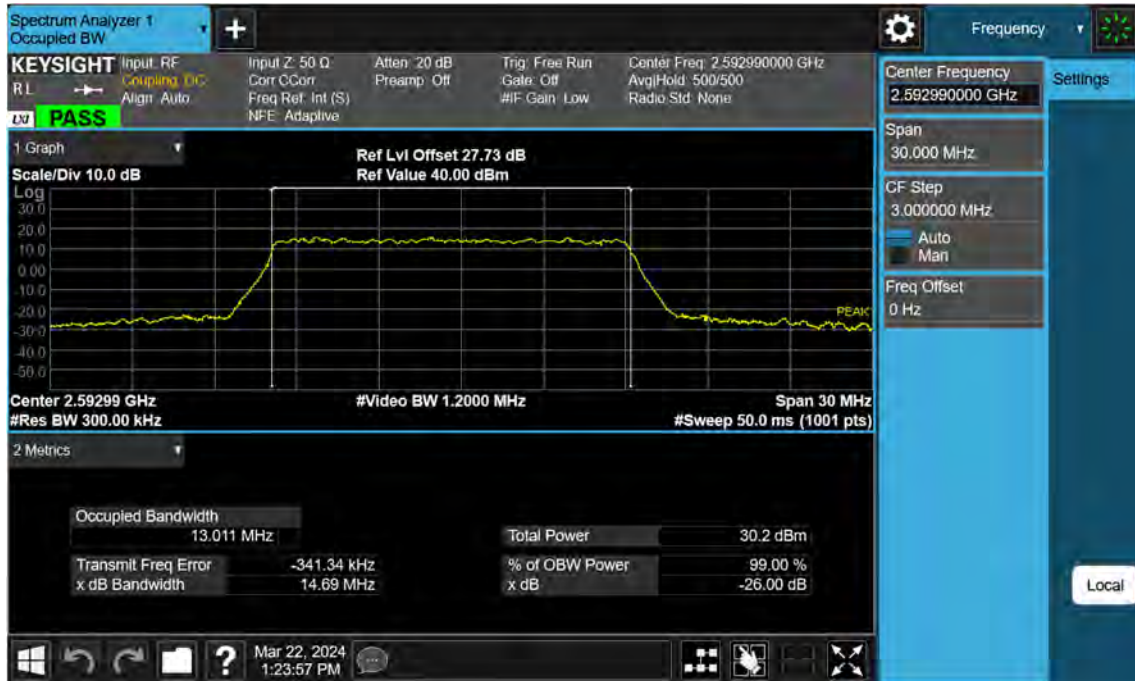 Spectrum Analyzer 1
Occupied BW
Frequency
KEYSIGHT
Input: RF
Coupling: DC
Align: Auto
Input Z: 50 Ω
Corr CCorr
Freq Ref: Int (S)
NFE: Adaptive
Atten: 20 dB
Preamp: Off
Trig: Free Run
Gate: Off
#IF Gain: Low
Center Freq: 2.592990000 GHz
Avg|Hold: 500/500
Radio Std: None
R L
LXI
PASS
Center Frequency
2.592990000 GHz
Settings
Span
30.000 MHz
CF Step
3.000000 MHz
Auto
Man
Freq Offset
0 Hz
1 Graph
Scale/Div 10.0 dB
Ref Lvl Offset 27.73 dB
Ref Value 40.00 dBm
Log
30.0
20.0
10.0
0.00
-10.0
-20.0
-30.0
-40.0
-50.0
PEAK
Center 2.59299 GHz
#Video BW 1.2000 MHz
Span 30 MHz
#Res BW 300.00 kHz
#Sweep 50.0 ms (1001 pts)
2 Metrics
Occupied Bandwidth
13.011 MHz
Total Power 30.2 dBm
Transmit Freq Error -341.34 kHz
% of OBW Power 99.00 %
x dB Bandwidth 14.69 MHz
x dB -26.00 dB
Local
?
Mar 22, 2024
1:23:57 PM